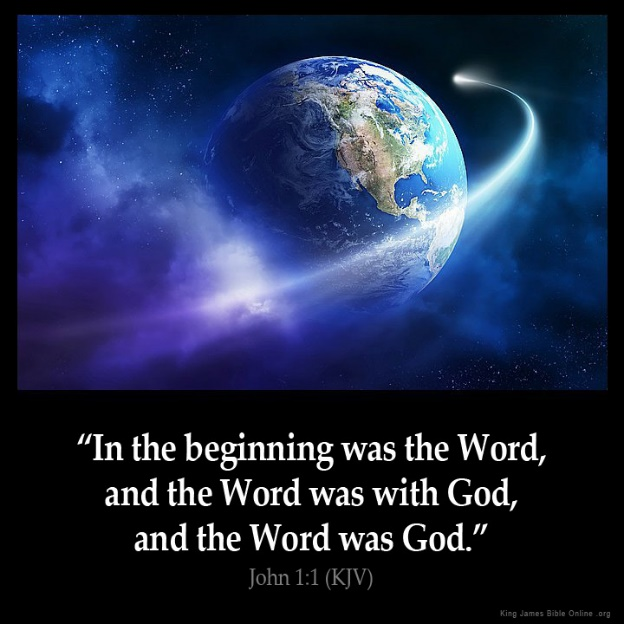 “In the beginning was the Word,
and the Word was with God,
and the Word was God.”
John 1:1 (KJV)
King James Bible Online .org